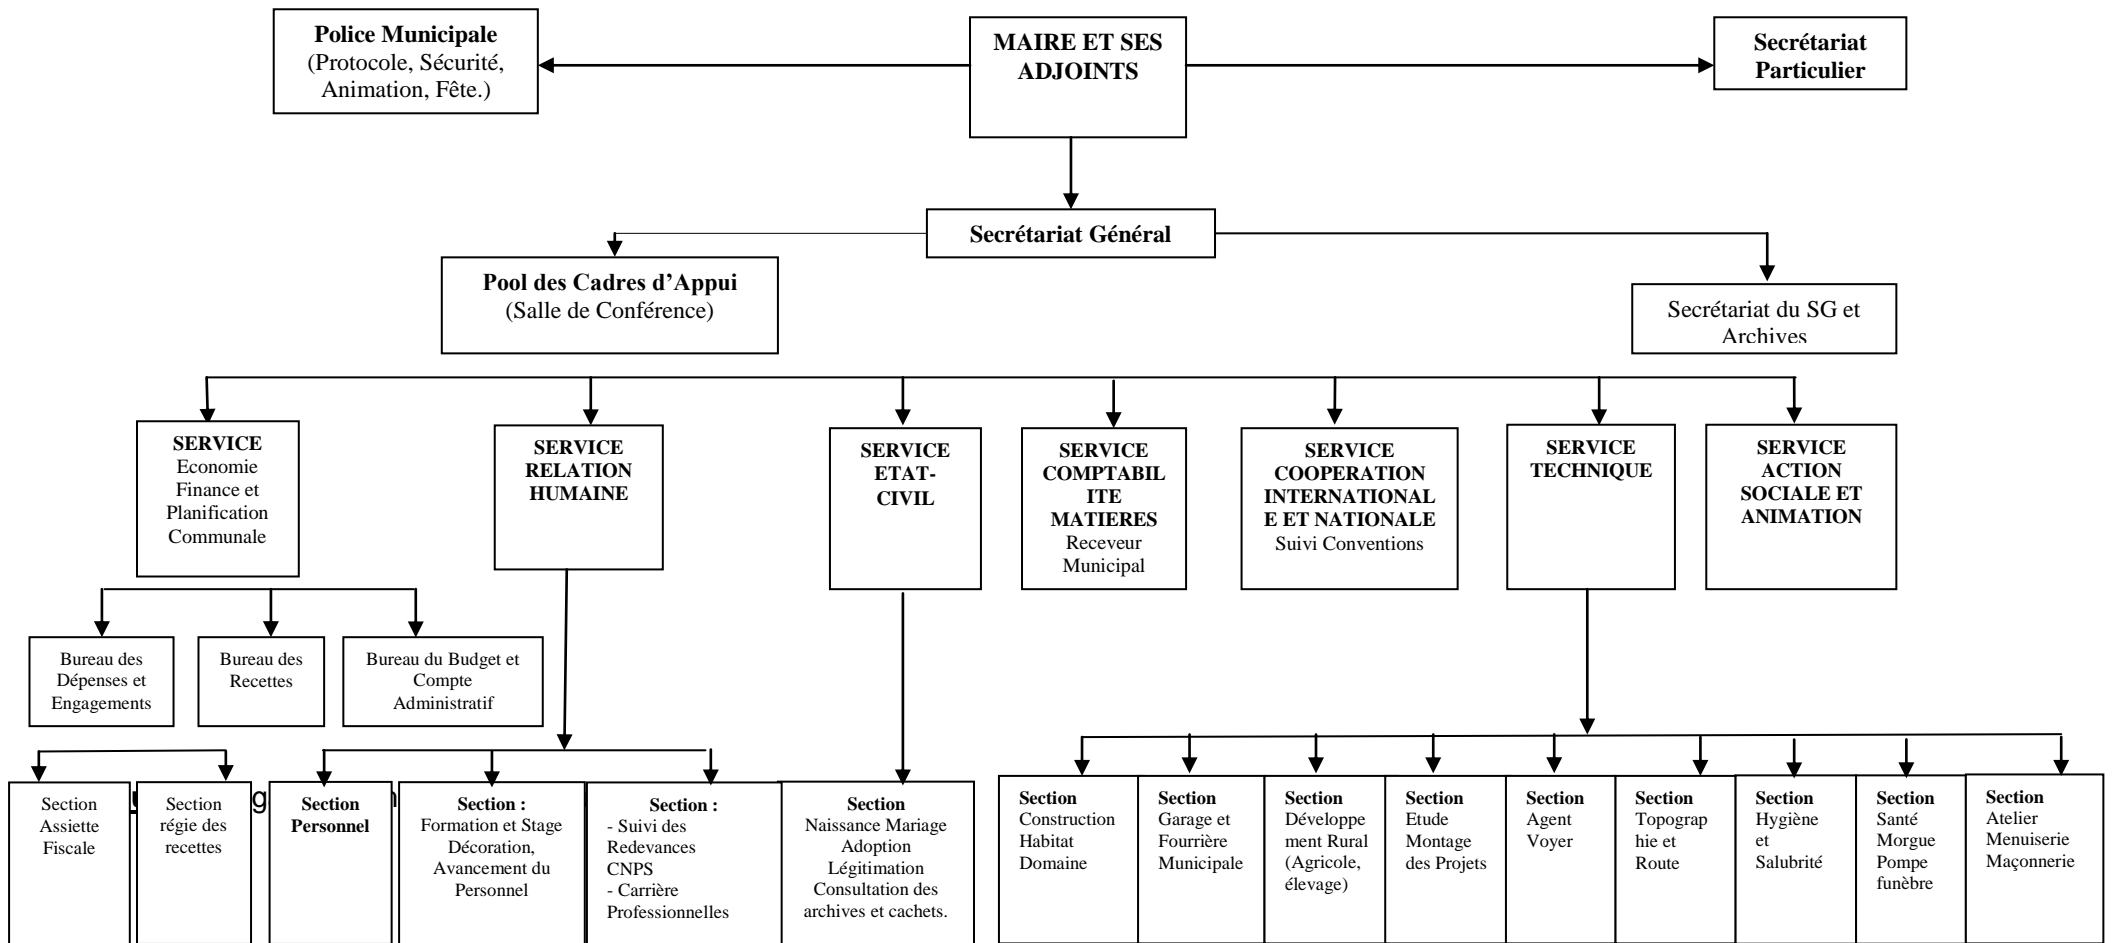 Police Municipale
(Protocole, Sécurité,
Animation, Fête.)
MAIRE ET SES
ADJOINTS
Secrétariat
Particulier
Secrétariat Général
Pool des Cadres d’Appui
(Salle de Conférence)
Secrétariat du SG et
Archives
SERVICE
Economie
Finance et
Planification
Communale
SERVICE
RELATION
HUMAINE
SERVICE
ETAT-
CIVIL
SERVICE
COMPTABIL
ITE
MATIERES
Receveur
Municipal
SERVICE
COOPERATION
INTERNATIONAL
E ET NATIONALE
Suivi Conventions
SERVICE
TECHNIQUE
SERVICE
ACTION
SOCIALE ET
ANIMATION
Bureau des
Dépenses et
Engagements
Bureau des
Recettes
Bureau du Budget et
Compte
Administratif
Section
Assiette
Fiscale
Section
régie des
recettes
Section
Personnel
Section :
Formation et Stage
Décoration,
Avancement du
Personnel
Section :
- Suivi des
Redevances
CNPS
- Carrière
Professionnelles
Section
Naissance Mariage
Adoption
Légitimation
Consultation des
archives et cachets.
Section
Construction
Habitat
Domaine
Section
Garage et
Fourrière
Municipale
Section
Développe
ment Rural
(Agricole,
élevage)
Section
Etude
Montage
des Projets
Section
Agent
Voyer
Section
Topograp
hie et
Route
Section
Hygiène
et
Salubrité
Section
Santé
Morgue
Pompe
funèbre
Section
Atelier
Menuiserie
Maçonnerie